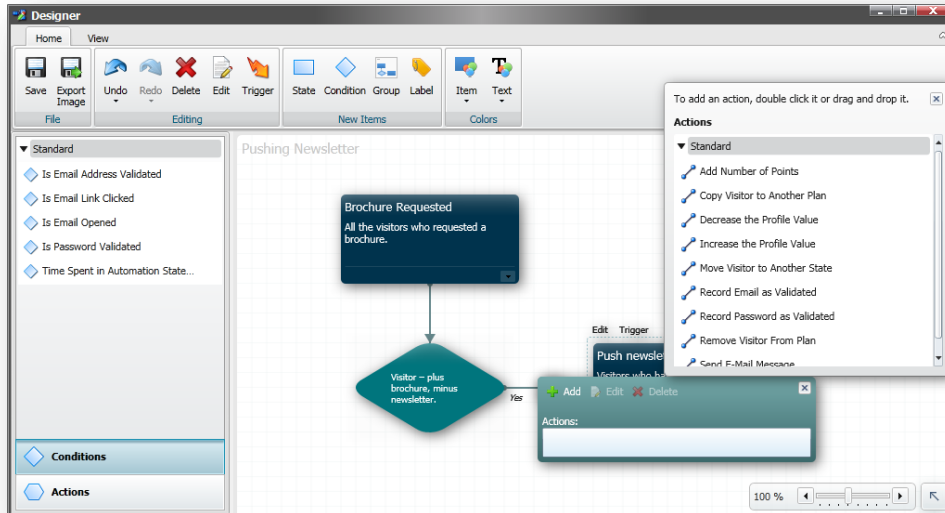 Designer
Home View
Save Export Image
File
Undo Redo Delete Edit Trigger
Editing
State Condition Group Label
New Items
Item Text
Colors
Standard
Is Email Address Validated
Is Email Link Clicked
Is Email Opened
Is Password Validated
Time Spent in Automation State...
Conditions
Actions
Pushing Newsletter
Brochure Requested
All the visitors who requested a
brochure.
Visitor – plus
brochure, minus
newsletter.
Yes
Edit Trigger
Push newsle
Visitors who ha
Add Edit Delete
Actions:
To add an action, double click it or drag and drop it.
Actions
Standard
Add Number of Points
Copy Visitor to Another Plan
Decrease the Profile Value
Increase the Profile Value
Move Visitor to Another State
Record Email as Validated
Record Password as Validated
Remove Visitor From Plan
Send E-Mail Message
100 %